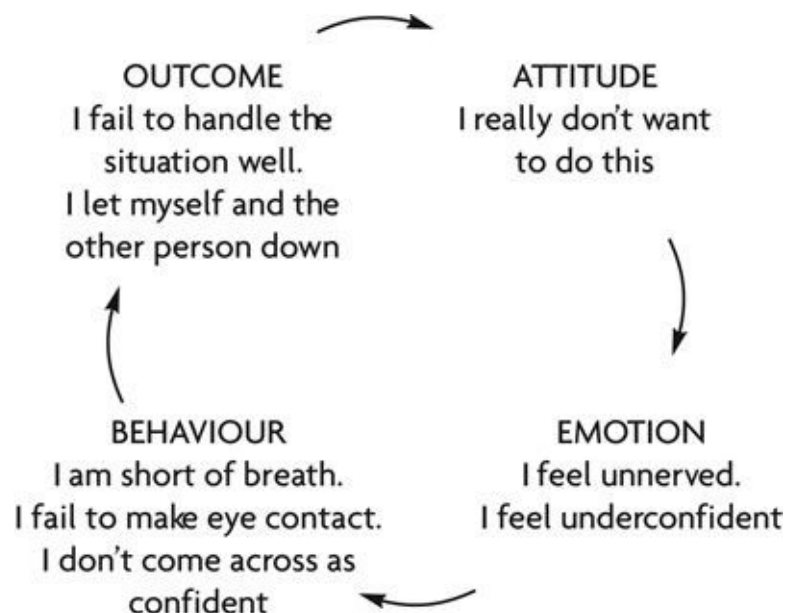 OUTCOME
I fail to handle the
situation well.
I let myself and the
other person down
ATTITUDE
I really don't want
to do this
EMOTION
I feel unnerved.
I feel underconfident
BEHAVIOUR
I am short of breath.
I fail to make eye contact.
I don't come across as
confident